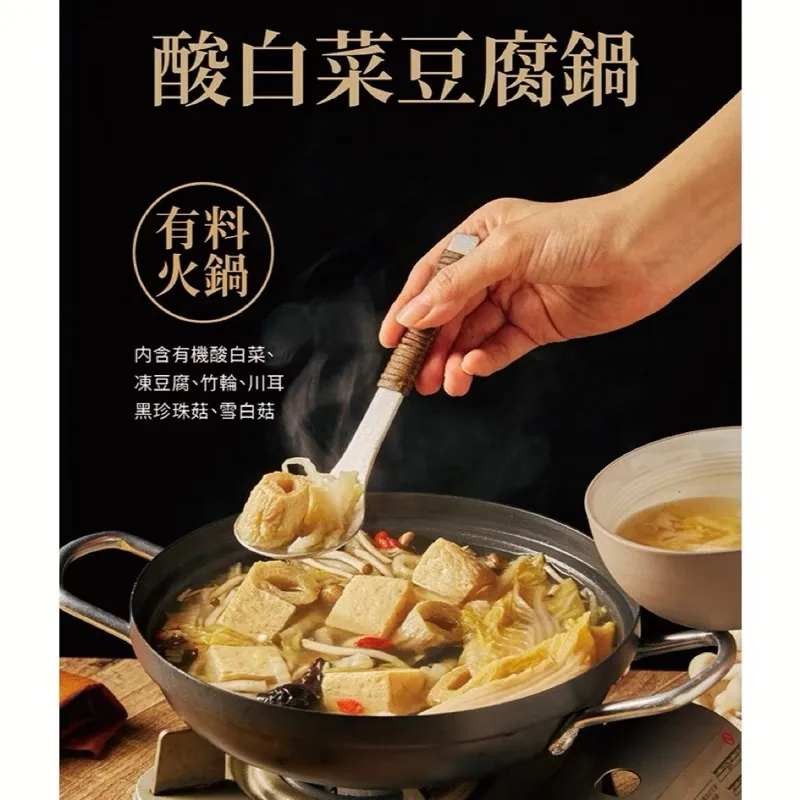 酸白菜豆腐鍋
有料
火鍋
內含有機酸白菜、
凍豆腐、竹輪、川耳
黑珍珠菇、雪白菇